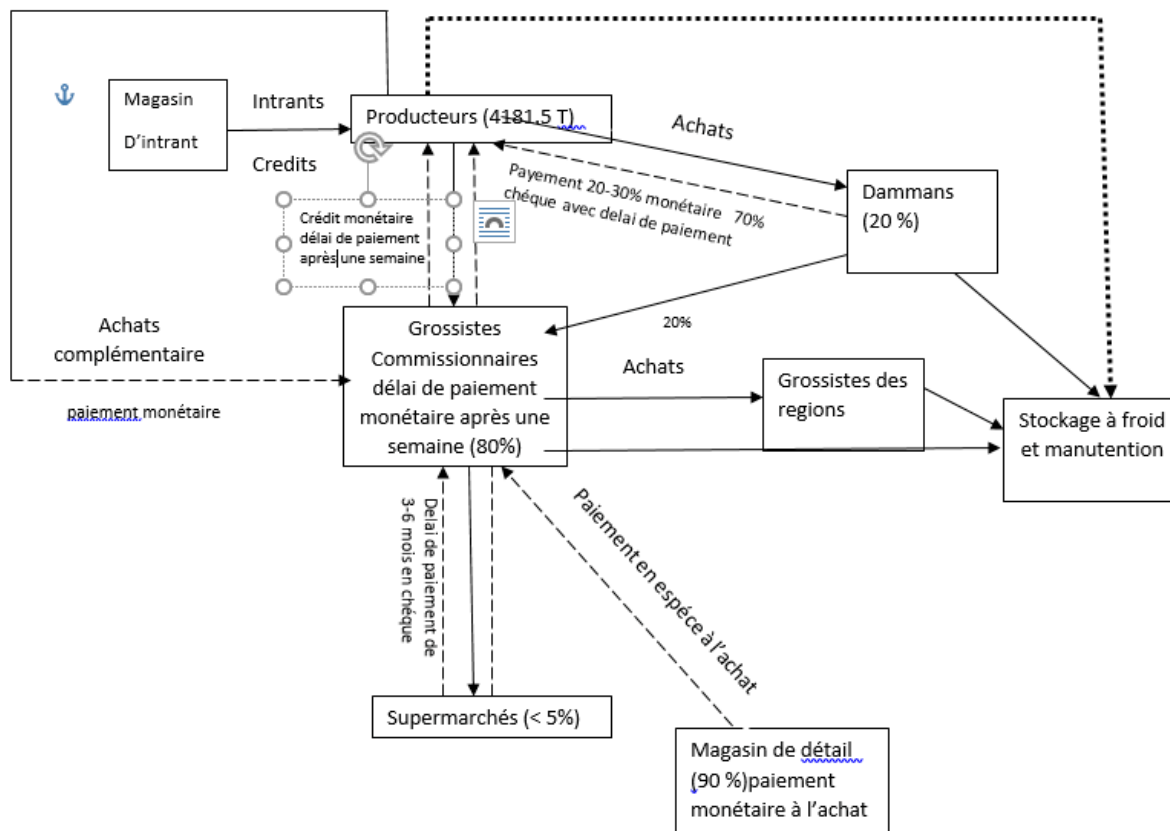 Magasin
D'intrant
Intrants
Credits
Producteurs (4181.5 T)
Achats
Payement 20-30% monétaire 70%
chéque avec delai de paiement
Dammans
(20 %)
Crédit monétaire
délai de paiement
après une semaine
Achats
complémentaire
paiement monétaire
Grossistes
Commissionnaires
délai de paiement
monétaire après une
semaine (80%)
20%
Achats
Grossistes des
regions
Stockage à froid
et manutention
Delai de paiement de
3-6 mois en chéque
Paiement en espéce à l'achat
Supermarchés (< 5%)
Magasin de détail
(90 %)paiement
monétaire à l'achat